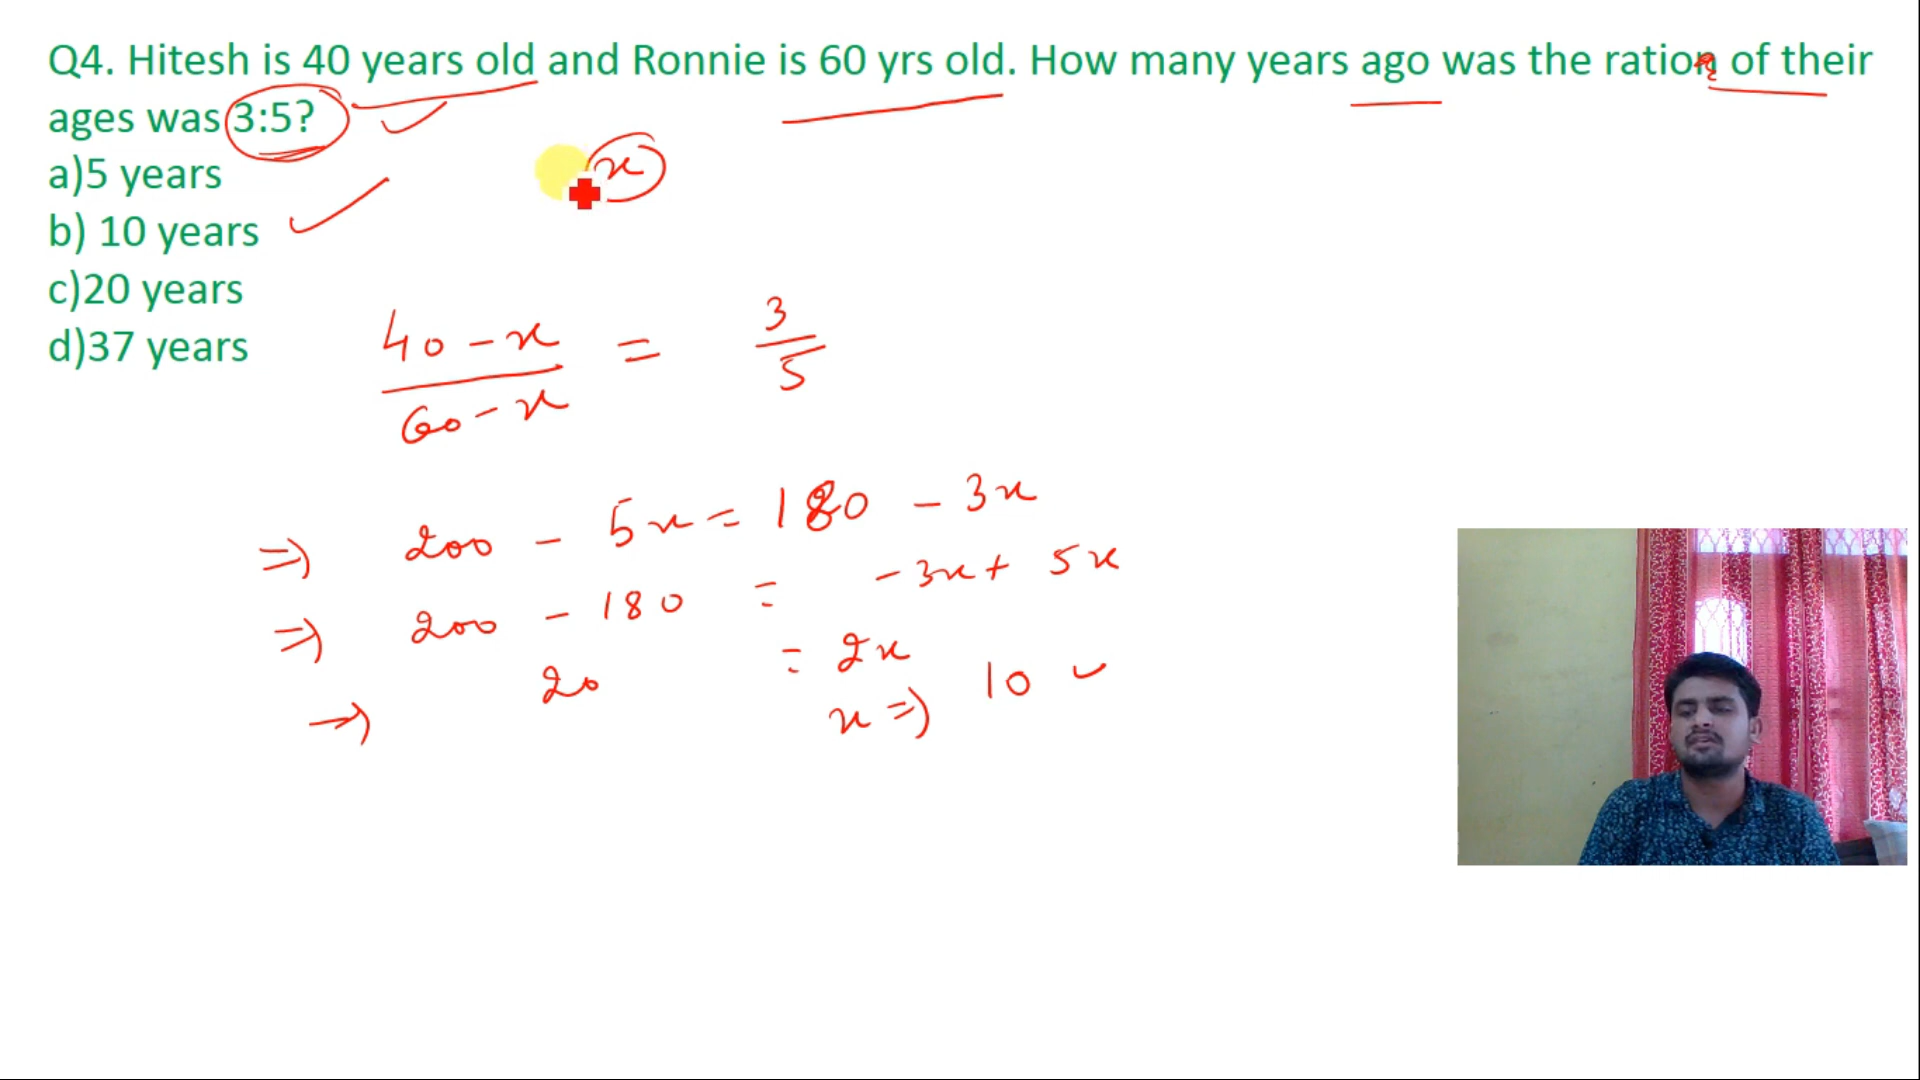 Q4. Hitesh is 40 years old and Ronnie is 60 yrs old. How many years ago was the ration of their
ages was 3:5?
a)5 years
x
b) 10 years
c)20 years
d)37 years
40 - x / 60 - x = 3 / 5
=> 200 - 5x = 180 - 3x
=> 200 - 180 = -3x + 5x
=> 20 = 2x
x => 10